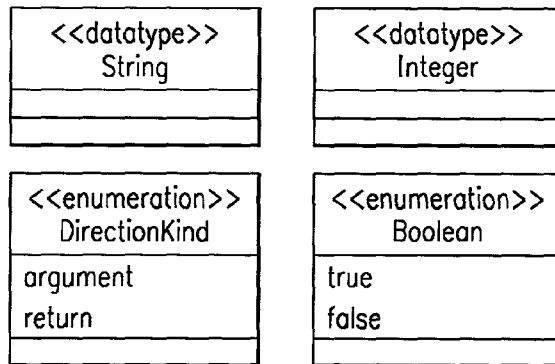 <<datatype>>
String
<<datatype>>
Integer
<<enumeration>>
DirectionKind
argument
return
<<enumeration>>
Boolean
true
false